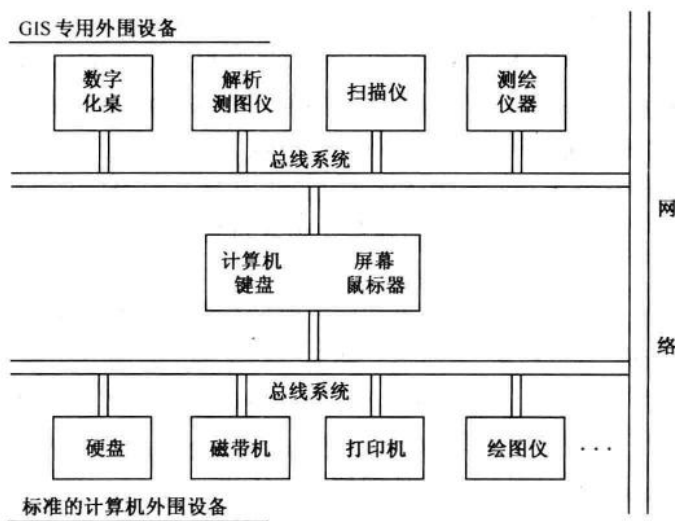 GIS 专用外围设备
数字
化桌
解析
测图仪
扫描仪
测绘
仪器
总线系统
网
络
计算机 屏幕
键盘 鼠标器
总线系统
硬盘
磁带机
打印机
绘图仪
···
标准的计算机外围设备